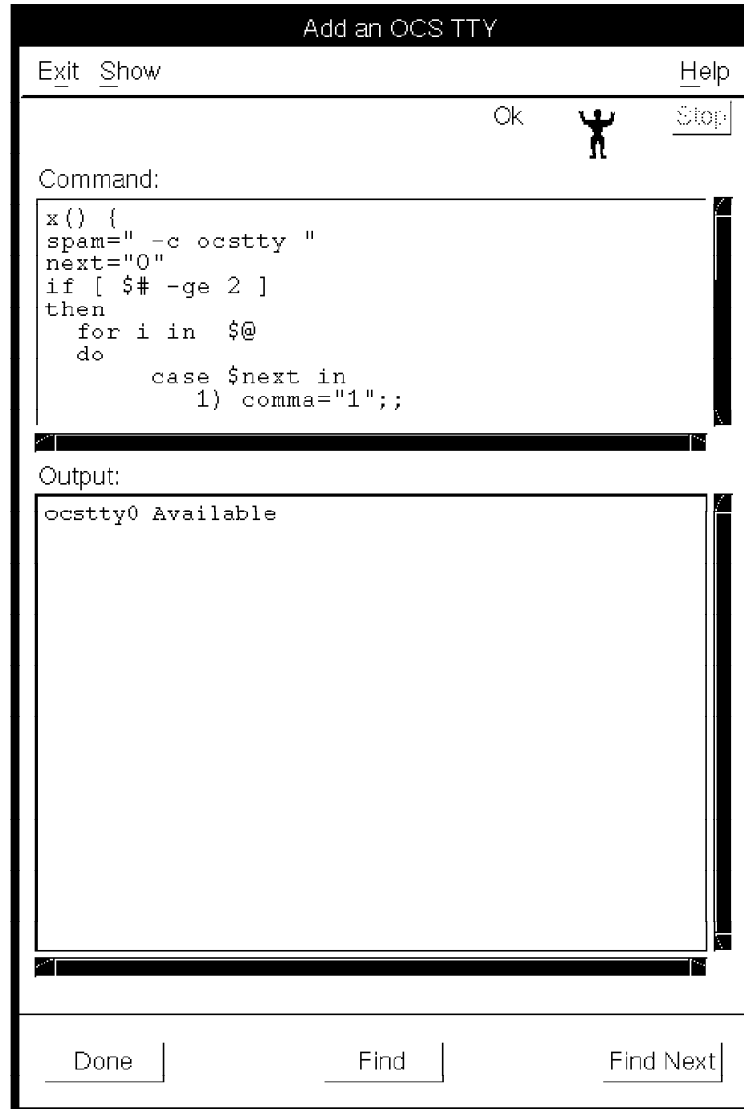 Add an OCS TTY
Exit Show Help
Ok Stop
Command:
x() {
spam=" -c ocstty "
next="0"
if [ $# -ge 2 ]
then
  for i in  $@
  do
       case $next in
          1) comma="1";;
Output:
ocstty0 Available
Done Find Find Next